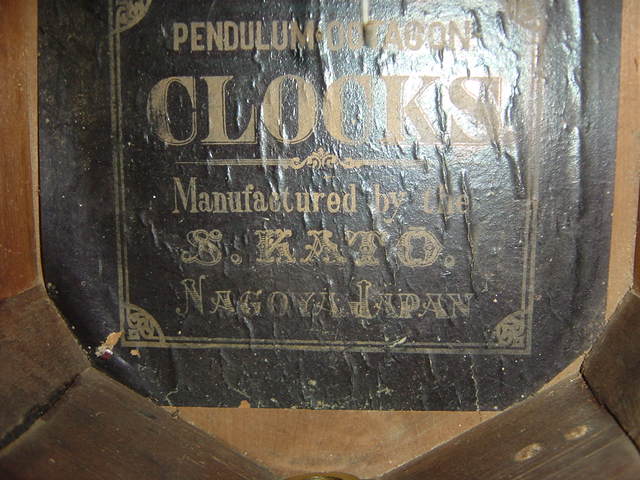 PENDULUM·OCTAGON
CLOCKS.
Manufactured by the
S. KATO.
NAGOYA JAPAN